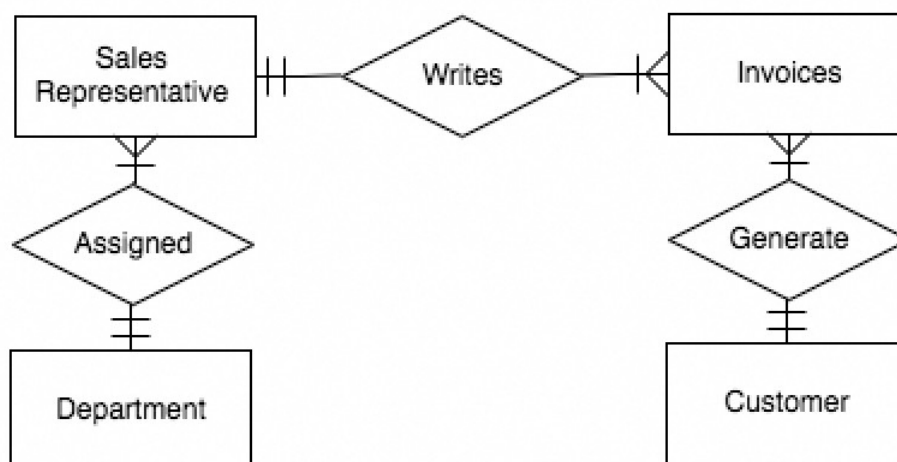 Sales
Representative
Writes
Invoices
Assigned
Generate
Department
Customer